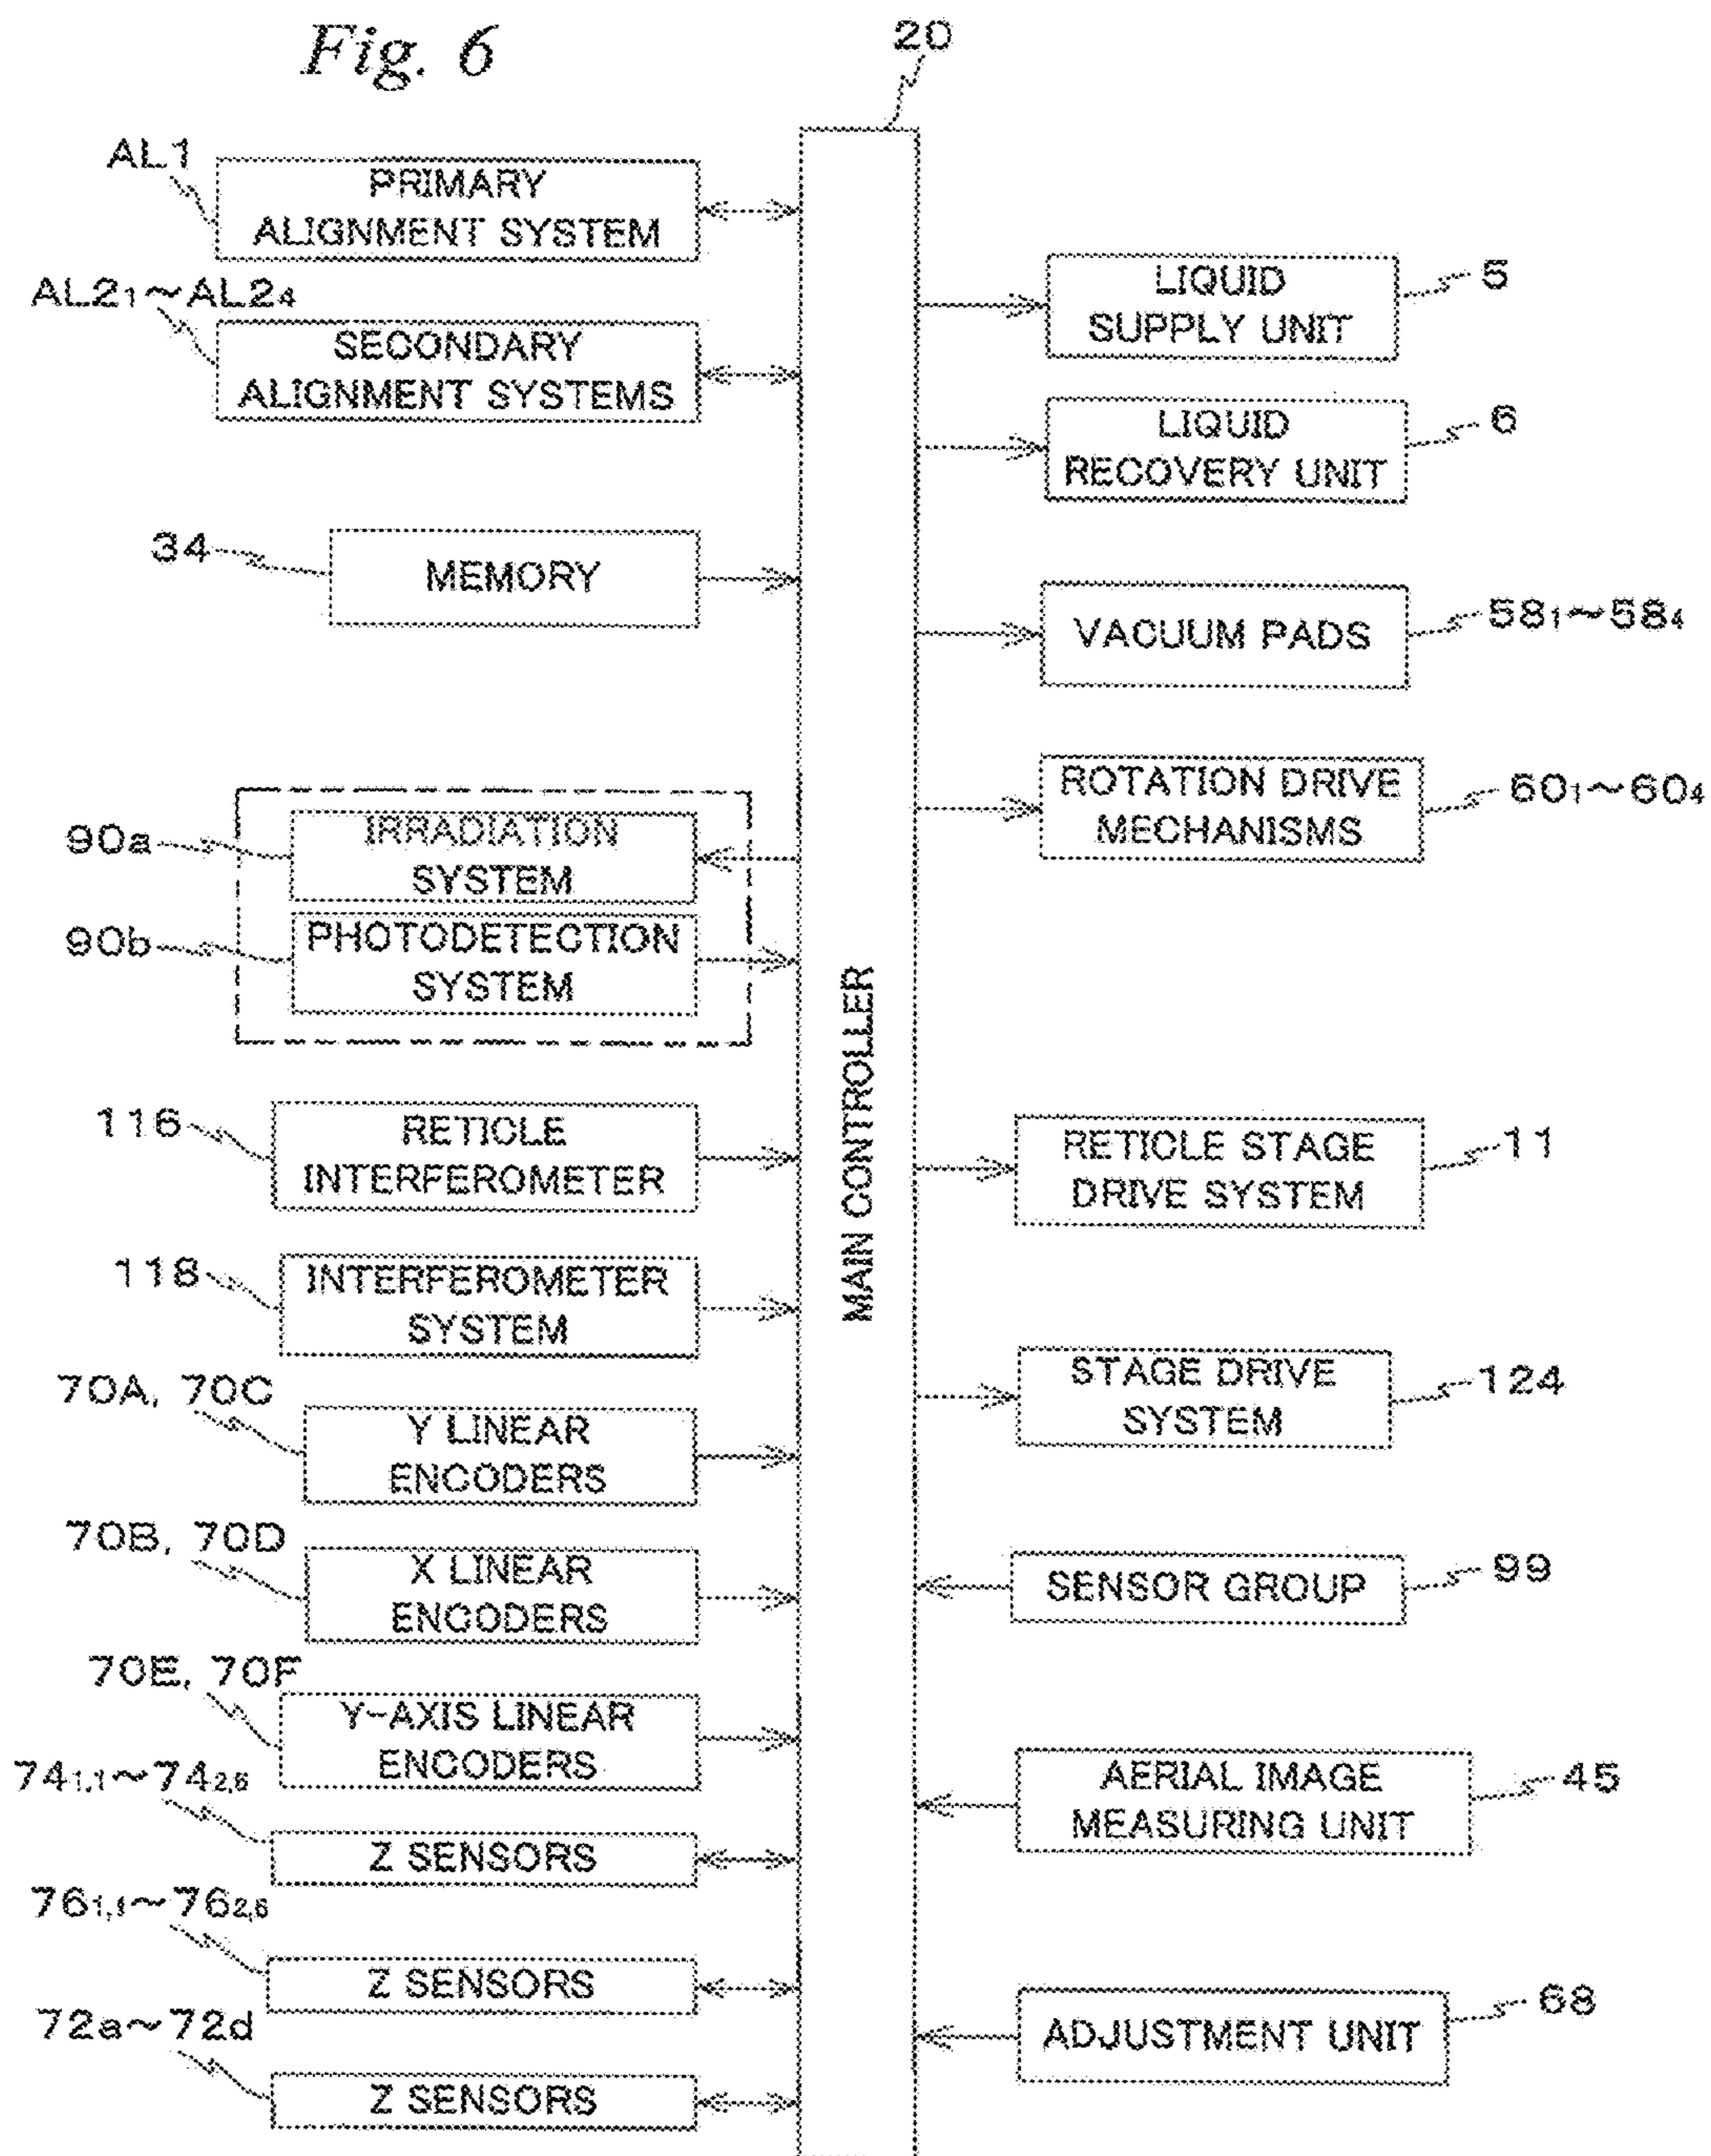 Fig. 6
20
AL1
PRIMARY
ALIGNMENT SYSTEM
AL2₁~AL2₄
SECONDARY
ALIGNMENT SYSTEMS
34
MEMORY
90a
IRRADIATION
SYSTEM
90b
PHOTODETECTION
SYSTEM
116
RETICLE
INTERFEROMETER
118
INTERFEROMETER
SYSTEM
70A, 70C
Y LINEAR
ENCODERS
70B, 70D
X LINEAR
ENCODERS
70E, 70F
Y-AXIS LINEAR
ENCODERS
74₁,₁~74₂,₆
Z SENSORS
76₁,₁~76₂,₆
Z SENSORS
72a~72d
Z SENSORS
MAIN CONTROLLER
LIQUID
SUPPLY UNIT
5
LIQUID
RECOVERY UNIT
6
VACUUM PADS
58₁~58₄
ROTATION DRIVE
MECHANISMS
60₁~60₄
RETICLE STAGE
DRIVE SYSTEM
11
STAGE DRIVE
SYSTEM
124
SENSOR GROUP
99
AERIAL IMAGE
MEASURING UNIT
45
ADJUSTMENT UNIT
68